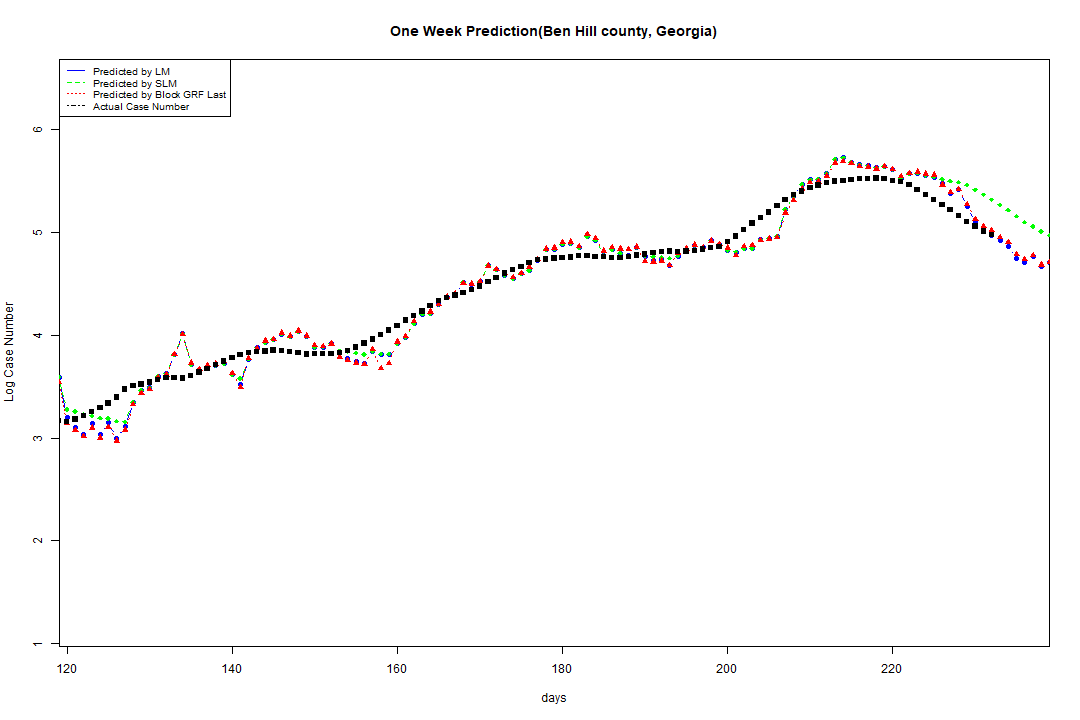 One Week Prediction(Ben Hill county, Georgia)
Predicted by LM
Predicted by SLM
Predicted by Block GRF Last
Actual Case Number
6
5
4
3
2
1
Log Case Number
120 140 160 180 200 220
days